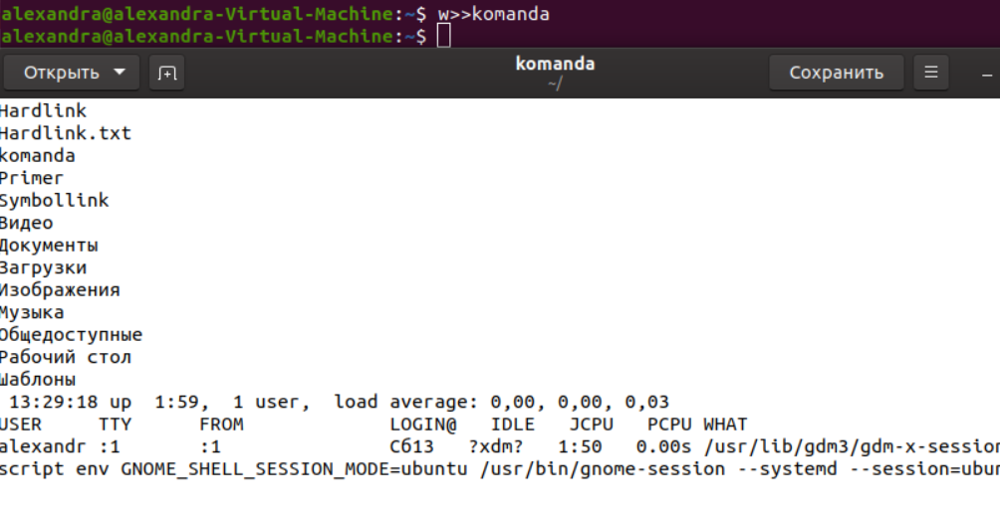 alexandra@alexandra-Virtual-Machine:~$ w>>komanda
alexandra@alexandra-Virtual-Machine:~$
Открыть
komanda
~/
Сохранить
Hardlink
Hardlink.txt
komanda
Primer
Symbollink
Видео
Документы
Загрузки
Изображения
Музыка
Общедоступные
Рабочий стол
Шаблоны
13:29:18 up  1:59,  1 user,  load average: 0,00, 0,00, 0,03
USER     TTY      FROM             LOGIN@   IDLE   JCPU   PCPU WHAT
alexandr :1       :1               Сб13   ?xdm?   1:50   0.00s /usr/lib/gdm3/gdm-x-session
script env GNOME_SHELL_SESSION_MODE=ubuntu /usr/bin/gnome-session --systemd --session=ubun